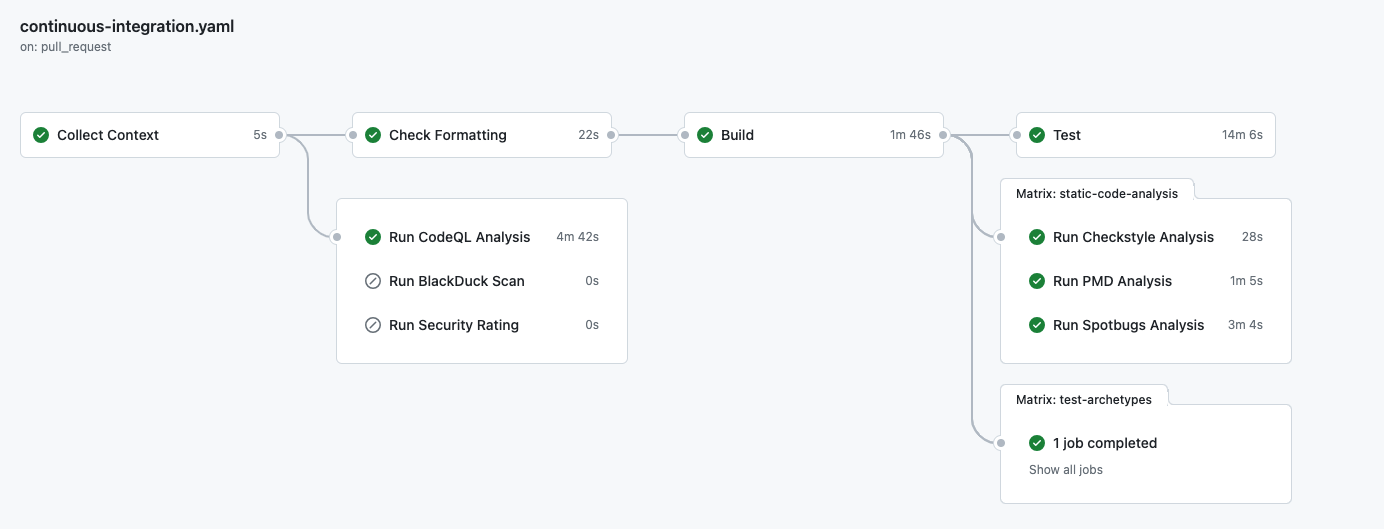 continuous-integration.yaml
on: pull_request
Collect Context 5s
Check Formatting 22s
Build 1m 46s
Test 14m 6s
Run CodeQL Analysis 4m 42s
Run BlackDuck Scan 0s
Run Security Rating 0s
Matrix: static-code-analysis
Run Checkstyle Analysis 28s
Run PMD Analysis 1m 5s
Run Spotbugs Analysis 3m 4s
Matrix: test-archetypes
1 job completed
Show all jobs